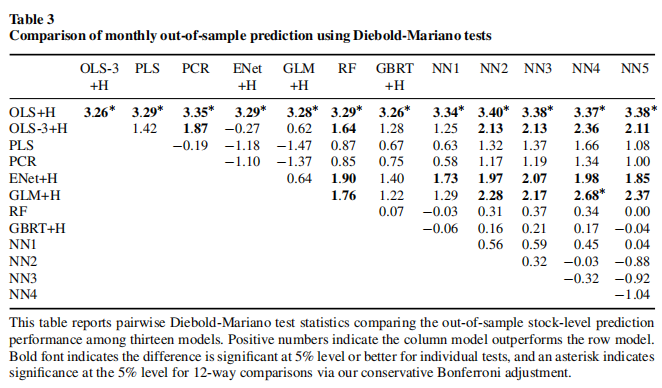 Table 3
Comparison of monthly out-of-sample prediction using Diebold-Mariano tests
OLS-3 PLS PCR ENet GLM RF GBRT NN1 NN2 NN3 NN4 NN5
+H +H +H +H
OLS+H 3.26* 3.29* 3.35* 3.29* 3.28* 3.29* 3.26* 3.34* 3.40* 3.38* 3.37* 3.38*
OLS-3+H 1.42 1.87 −0.27 0.62 1.64 1.28 1.25 2.13 2.13 2.36 2.11
PLS −0.19 −1.18 −1.47 0.87 0.67 0.63 1.32 1.37 1.66 1.08
PCR −1.10 −1.37 0.85 0.75 0.58 1.17 1.19 1.34 1.00
ENet+H 0.64 1.90 1.40 1.73 1.97 2.07 1.98 1.85
GLM+H 1.76 1.22 1.29 2.28 2.17 2.68* 2.37
RF 0.07 −0.03 0.31 0.37 0.34 0.00
GBRT+H −0.06 0.16 0.21 0.17 −0.04
NN1 0.56 0.59 0.45 0.04
NN2 0.32 −0.03 −0.88
NN3 −0.32 −0.92
NN4 −1.04
This table reports pairwise Diebold-Mariano test statistics comparing the out-of-sample stock-level prediction
performance among thirteen models. Positive numbers indicate the column model outperforms the row model.
Bold font indicates the difference is significant at 5% level or better for individual tests, and an asterisk indicates
significance at the 5% level for 12-way comparisons via our conservative Bonferroni adjustment.